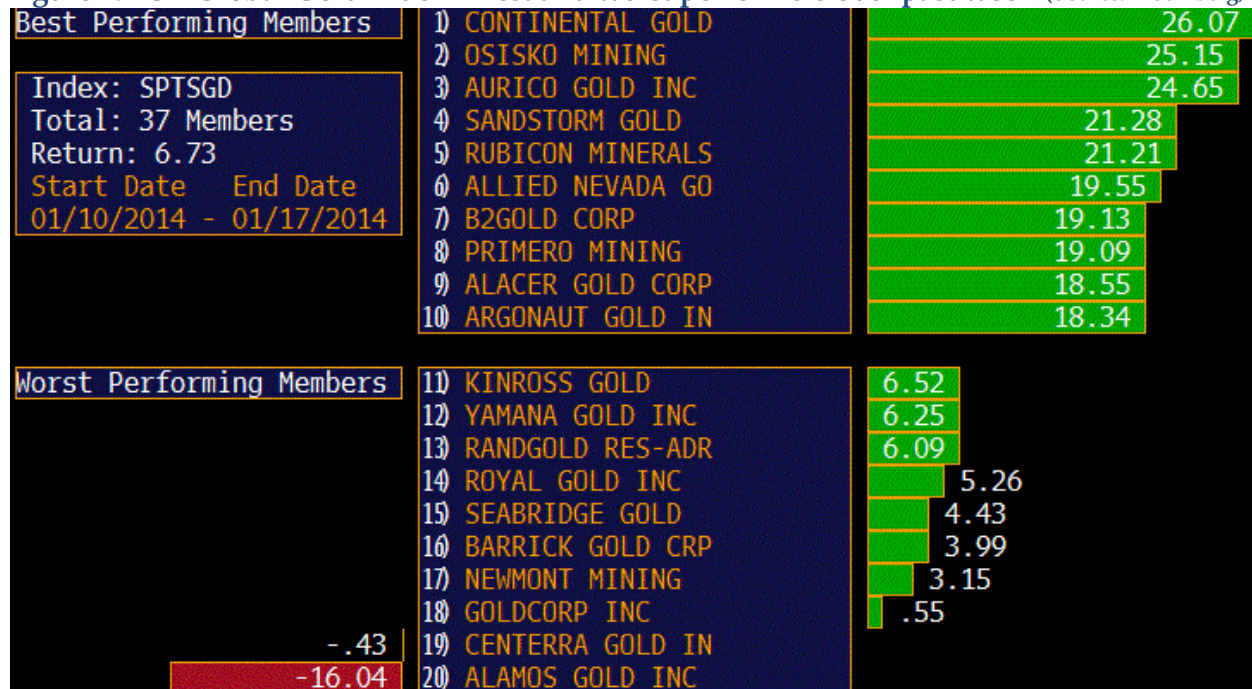 Best Performing Members
Index: SPTSGD
Total: 37 Members
Return: 6.73
Start Date End Date
01/10/2014 - 01/17/2014
1) CONTINENTAL GOLD 26.07
2) OSISKO MINING 25.15
3) AURICO GOLD INC 24.65
4) SANDSTORM GOLD 21.28
5) RUBICON MINERALS 21.21
6) ALLIED NEVADA GO 19.55
7) B2GOLD CORP 19.13
8) PRIMERO MINING 19.09
9) ALACER GOLD CORP 18.55
10) ARGONAUT GOLD IN 18.34
Worst Performing Members
11) KINROSS GOLD 6.52
12) YAMANA GOLD INC 6.25
13) RANDGOLD RES-ADR 6.09
14) ROYAL GOLD INC 5.26
15) SEABRIDGE GOLD 4.43
16) BARRICK GOLD CRP 3.99
17) NEWMONT MINING 3.15
18) GOLDCORP INC .55
-.43 19) CENTERRA GOLD IN
-16.04 20) ALAMOS GOLD INC